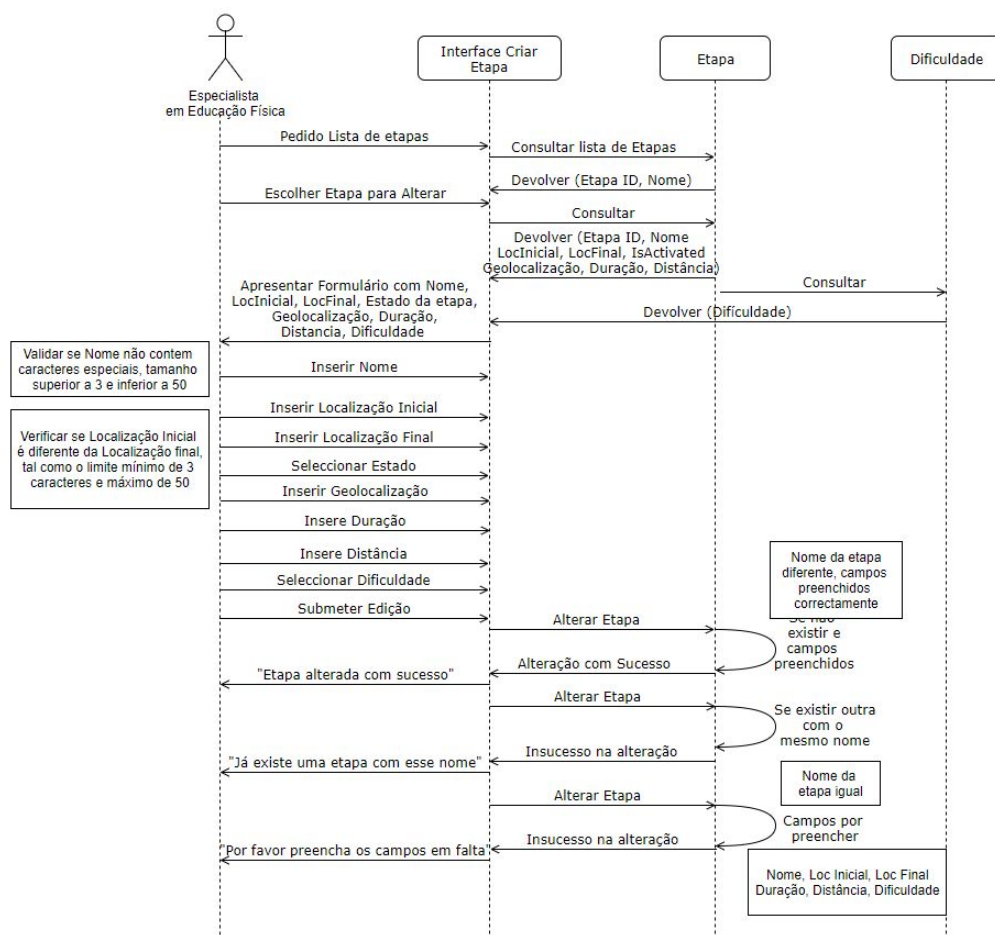 Interface Criar
Etapa
Etapa
Dificuldade
Especialista
em Educação Física
Pedido Lista de etapas
Consultar lista de Etapas
Devolver (Etapa ID, Nome)
Escolher Etapa para Alterar
Consultar
Devolver (Etapa ID, Nome
LocInicial, LocFinal, IsActivated
Geolocalização, Duração, Distância)
Consultar
Apresentar Formulário com Nome,
LocInicial, LocFinal, Estado da etapa,
Geolocalização, Duração,
Distancia, Dificuldade
Devolver (Difículdade)
Validar se Nome não contem
caracteres especiais, tamanho
superior a 3 e inferior a 50
Inserir Nome
Inserir Localização Inicial
Verificar se Localização Inicial
é diferente da Localização final,
tal como o limite mínimo de 3
caracteres e máximo de 50
Inserir Localização Final
Seleccionar Estado
Inserir Geolocalização
Insere Duração
Insere Distância
Seleccionar Dificuldade
Nome da etapa
diferente, campos
preenchidos
correctamente
Submeter Edição
Alterar Etapa
Se não
existir e
campos
preenchidos
Alteração com Sucesso
"Etapa alterada com sucesso"
Alterar Etapa
Se existir outra
com o
mesmo nome
Insucesso na alteração
"Já existe uma etapa com esse nome"
Nome da
etapa igual
Alterar Etapa
Campos por
preencher
Insucesso na alteração
"Por favor preencha os campos em falta"
Nome, Loc Inicial, Loc Final
Duração, Distância, Dificuldade